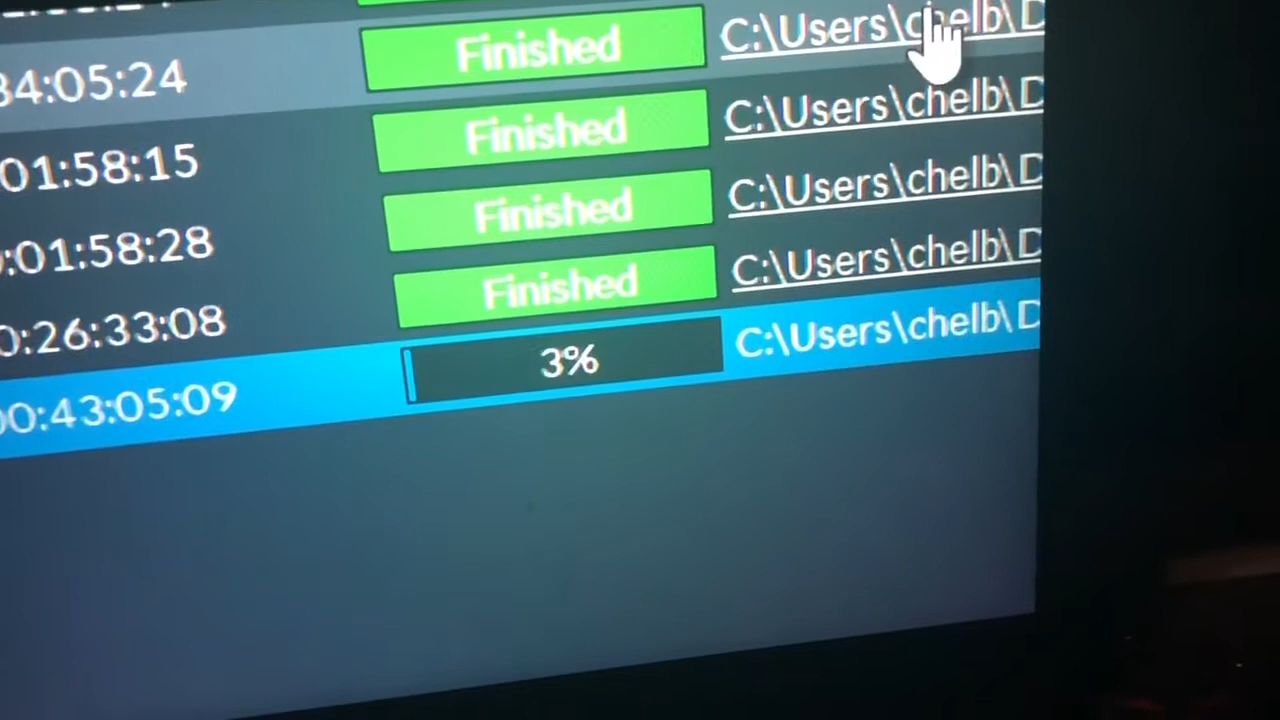 34:05:24 Finished C:\Users\chelb\D
01:58:15 Finished C:\Users\chelb\D
:01:58:28 Finished C:\Users\chelb\D
0:26:33:08 Finished C:\Users\chelb\D
00:43:05:09 3% C:\Users\chelb\D